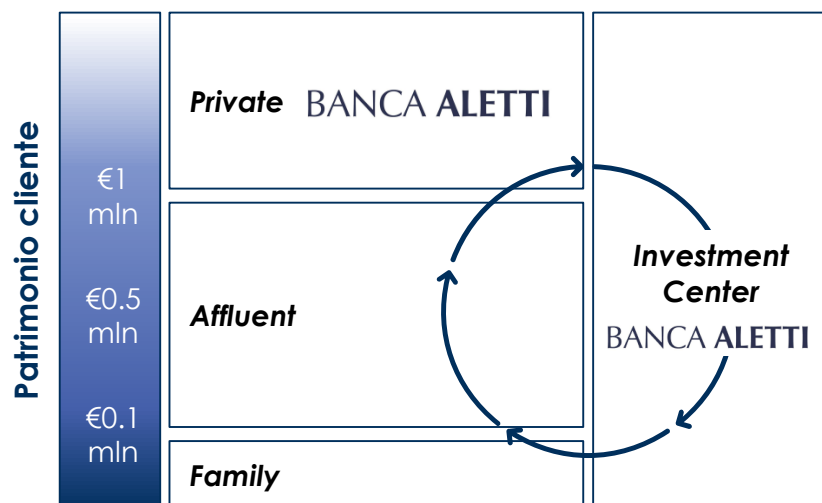 Patrimonio cliente
€1
mln
€0.5
mln
€0.1
mln
Private BANCA ALETTI
Affluent
Family
Investment
Center
BANCA ALETTI